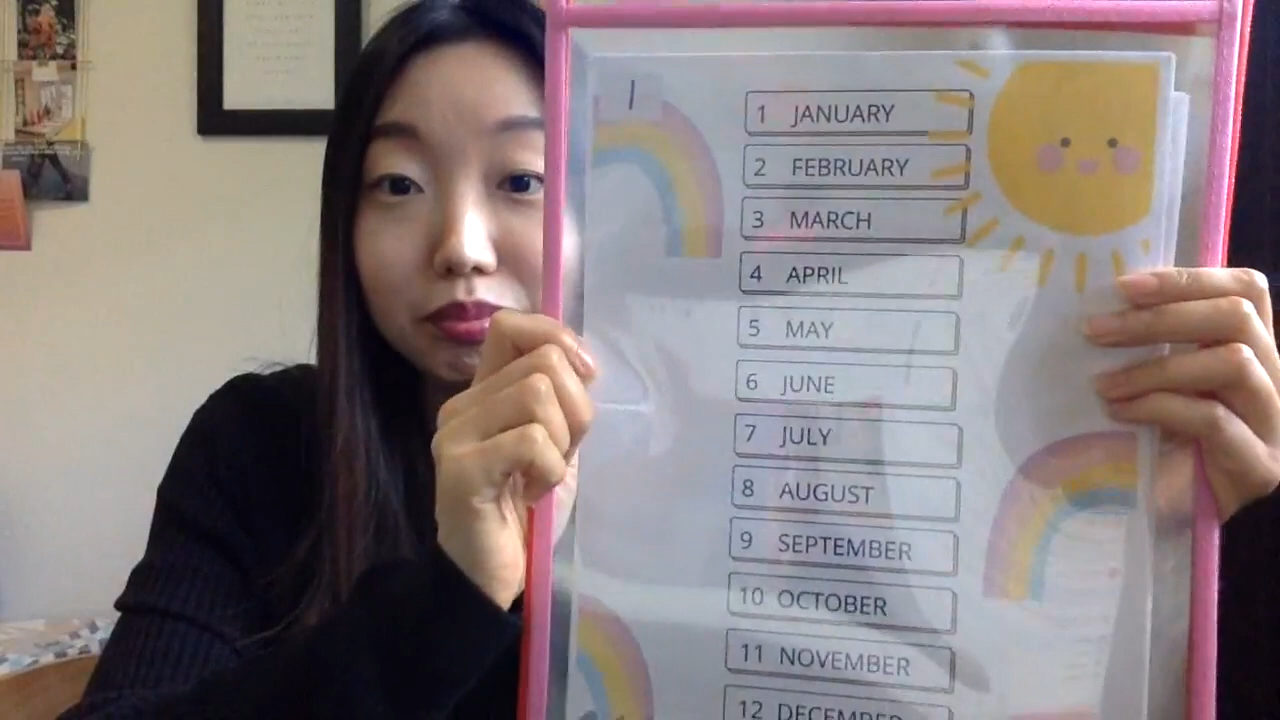 1
1 JANUARY
2 FEBRUARY
3 MARCH
4 APRIL
5 MAY
6 JUNE
7 JULY
8 AUGUST
9 SEPTEMBER
10 OCTOBER
11 NOVEMBER
12 DECEMBER